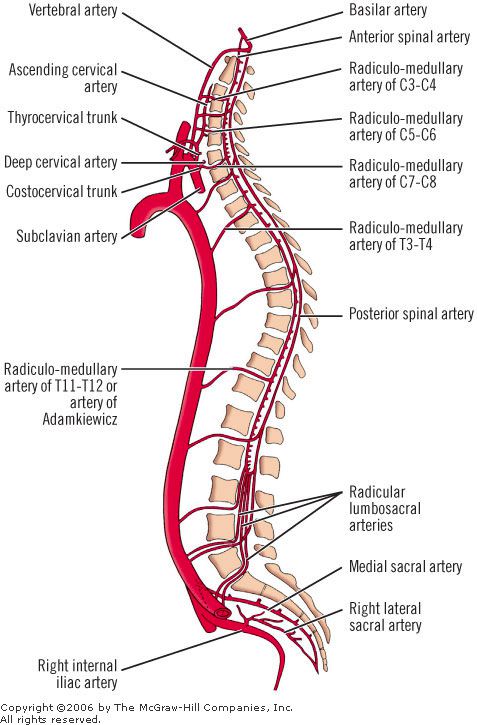 Vertebral artery
Basilar artery
Anterior spinal artery
Ascending cervical
artery
Radiculo-medullary
artery of C3-C4
Thyrocervical trunk
Radiculo-medullary
artery of C5-C6
Deep cervical artery
Radiculo-medullary
artery of C7-C8
Costocervical trunk
Subclavian artery
Radiculo-medullary
artery of T3-T4
Posterior spinal artery
Radiculo-medullary
artery of T11-T12 or
artery of
Adamkiewicz
Radicular
lumbosacral
arteries
Medial sacral artery
Right lateral
sacral artery
Right internal
iliac artery
Copyright ©2006 by The McGraw-Hill Companies, Inc.
All rights reserved.